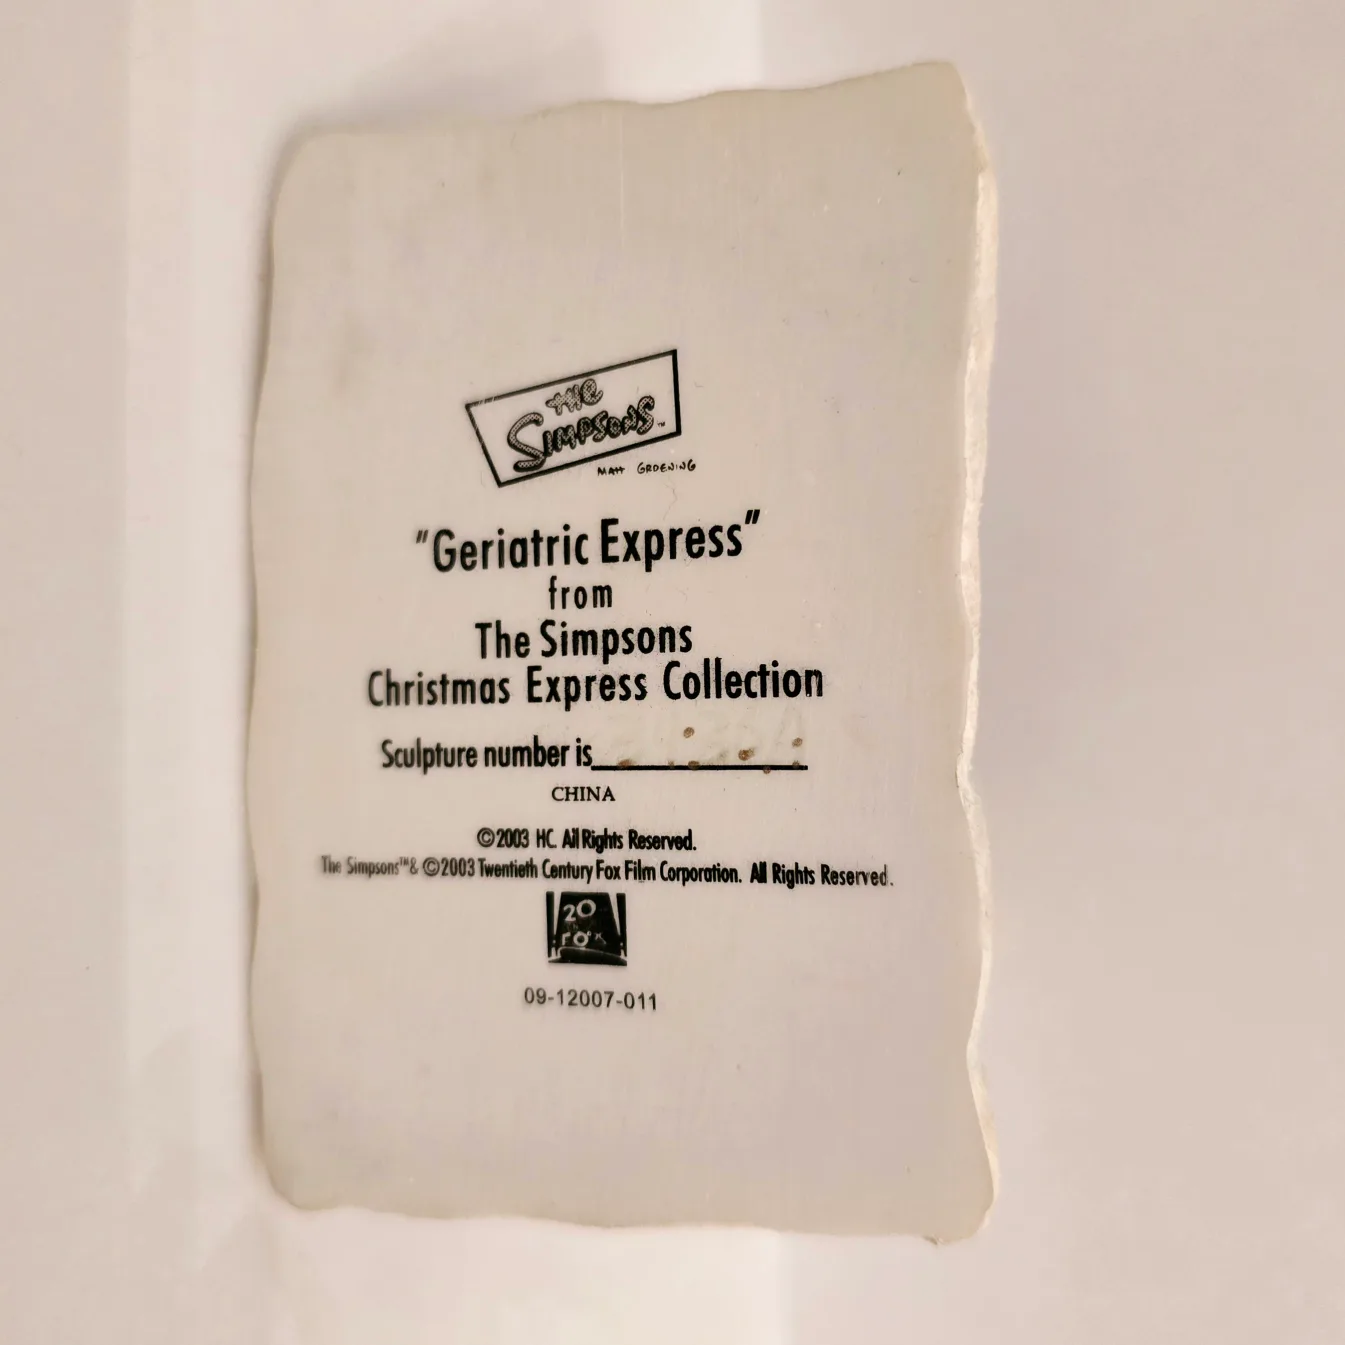 THE
SIMPSONS™
MATT GROENING
"Geriatric Express"
from
The Simpsons
Christmas Express Collection
Sculpture number is
CHINA
©2003 HC. All Rights Reserved.
The Simpsons™& ©2003 Twentieth Century Fox Film Corporation. All Rights Reserved.
20
FOX
09-12007-011